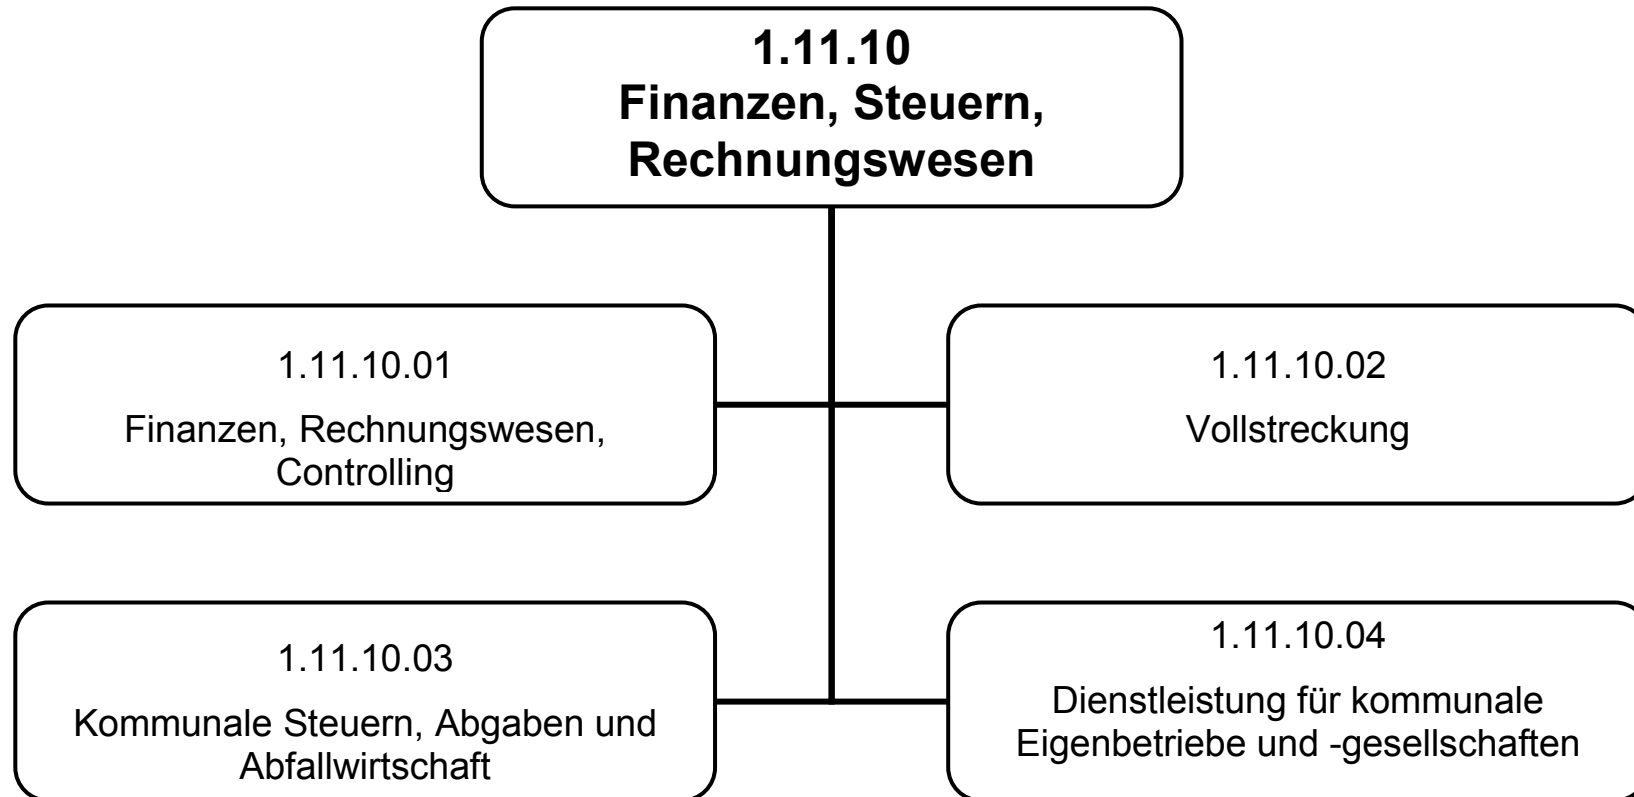 1.11.10
Finanzen, Steuern,
Rechnungswesen
1.11.10.01
Finanzen, Rechnungswesen,
Controlling
1.11.10.02
Vollstreckung
1.11.10.03
Kommunale Steuern, Abgaben und
Abfallwirtschaft
1.11.10.04
Dienstleistung für kommunale
Eigenbetriebe und -gesellschaften